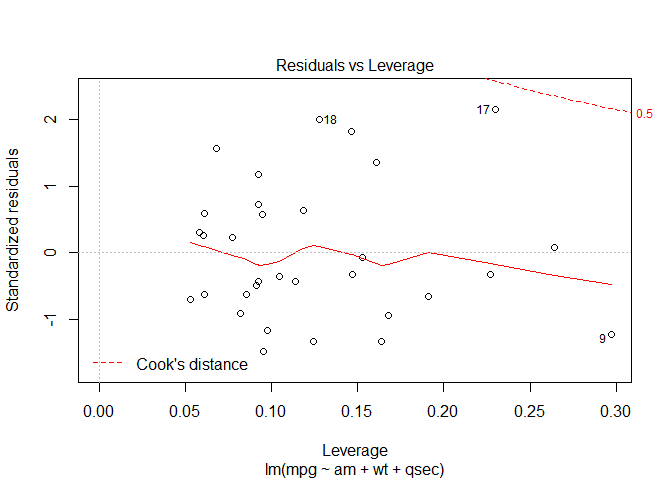 Residuals vs Leverage
Standardized residuals
2
1
0
-1
18
17
0.5
9
Cook's distance
0.00 0.05 0.10 0.15 0.20 0.25 0.30
Leverage
lm(mpg ~ am + wt + qsec)